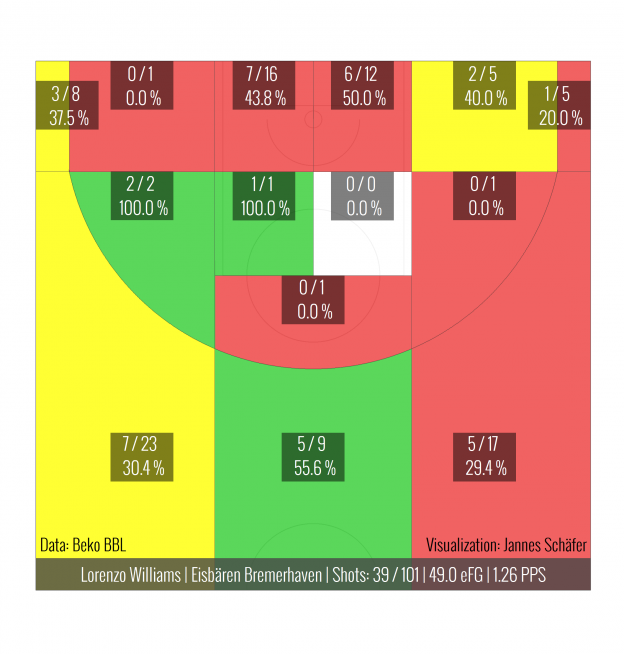 0 / 1
0.0 %
7 / 16
43.8 %
6 / 12
50.0 %
2 / 5
40.0 %
3 / 8
37.5 %
1 / 5
20.0 %
2 / 2
100.0 %
1 / 1
100.0 %
0 / 0
0.0 %
0 / 1
0.0 %
0 / 1
0.0 %
7 / 23
30.4 %
5 / 9
55.6 %
5 / 17
29.4 %
Data: Beko BBL
Visualization: Jannes Schäfer
Lorenzo Williams | Eisbären Bremerhaven | Shots: 39 / 101 | 49.0 eFG | 1.26 PPS